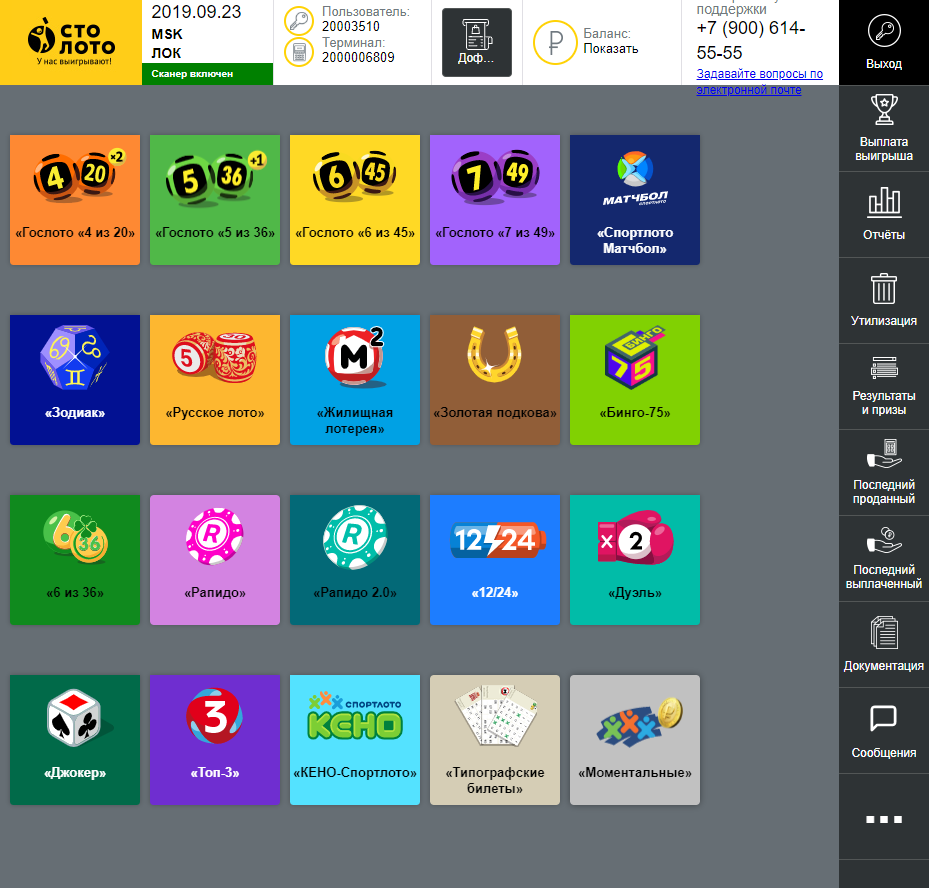 СТО
ЛОТО
У нас выигрывают!
2019.09.23
MSK
ЛОК
Сканер включен
Пользователь:
20003510
Терминал:
2000006809
Доф...
Баланс:
Показать
поддержки
+7 (900) 614-
55-55
Задавайте вопросы по
электронной почте
Выход
Выплата
выигрыша
Отчёты
Утилизация
Результаты
и призы
Последний
проданный
Последний
выплаченный
Документация
Сообщения
4 20 x2
«Гослото «4 из 20»
5 36 +1
«Гослото «5 из 36»
6 45
«Гослото «6 из 45»
7 49
«Гослото «7 из 49»
МАТЧБОЛ
СПОРТЛОТО
«Спортлото
Матчбол»
«Зодиак»
5
«Русское лото»
М2
«Жилищная
лотерея»
«Золотая подкова»
БИНГО
75
«Бинго-75»
6 36
«6 из 36»
R
«Рапидо»
R
«Рапидо 2.0»
12 24
«12/24»
x2
«Дуэль»
«Джокер»
3
«Топ-3»
СПОРТЛОТО
КЕНО
«КЕНО-Спортлото»
«Типографские
билеты»
«Моментальные»